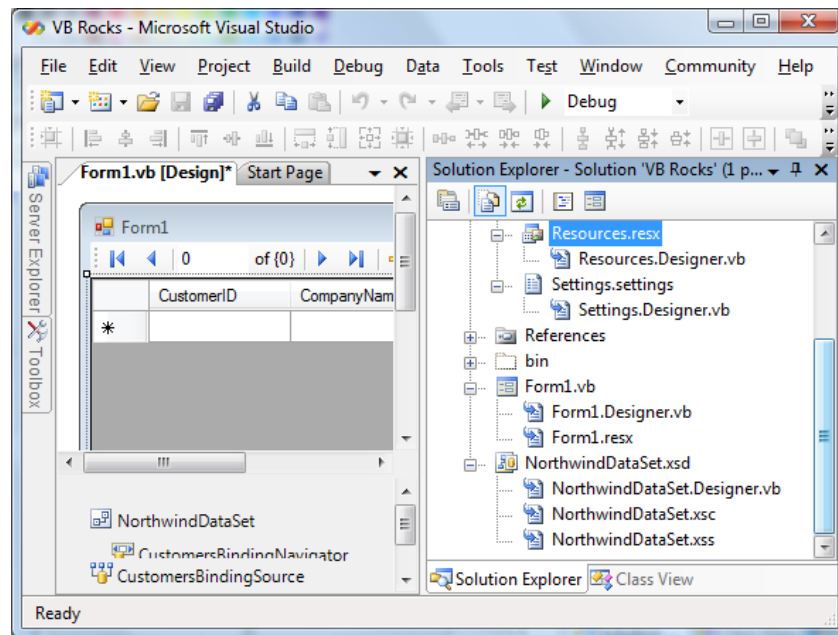 VB Rocks - Microsoft Visual Studio
File Edit View Project Build Debug Data Tools Test Window Community Help
Debug
Server Explorer
Toolbox
Form1.vb [Design]* Start Page
Form1
0 of {0}
CustomerID CompanyNam
NorthwindDataSet
CustomersBindingNavigator
CustomersBindingSource
Solution Explorer - Solution 'VB Rocks' (1 p...
Resources.resx
Resources.Designer.vb
Settings.settings
Settings.Designer.vb
References
bin
Form1.vb
Form1.Designer.vb
Form1.resx
NorthwindDataSet.xsd
NorthwindDataSet.Designer.vb
NorthwindDataSet.xsc
NorthwindDataSet.xss
Solution Explorer Class View
Ready